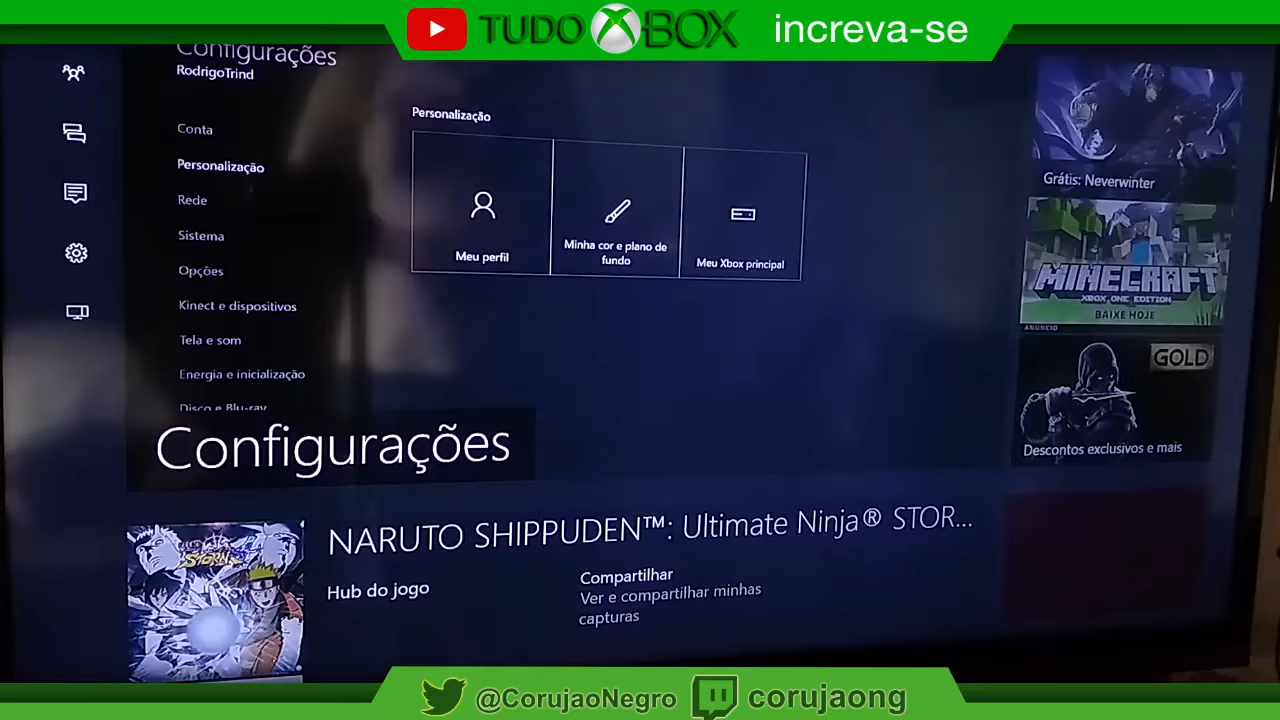 TUDO XBOX increva-se
Configurações
RodrigoTrind
Conta
Personalização
Rede
Sistema
Opções
Kinect e dispositivos
Tela e som
Energia e inicialização
Disco e Blu-ray
Personalização
Meu perfil
Minha cor e plano de
fundo
Meu Xbox principal
Grátis: Neverwinter
MINECRAFT
XBOX ONE EDITION
BAIXE HOJE
ANÚNCIO
GOLD
Descontos exclusivos e mais
Configurações
STORM
NARUTO SHIPPUDEN™: Ultimate Ninja® STOR...
Hub do jogo
Compartilhar
Ver e compartilhar minhas
capturas
@CorujaoNegro corujaong